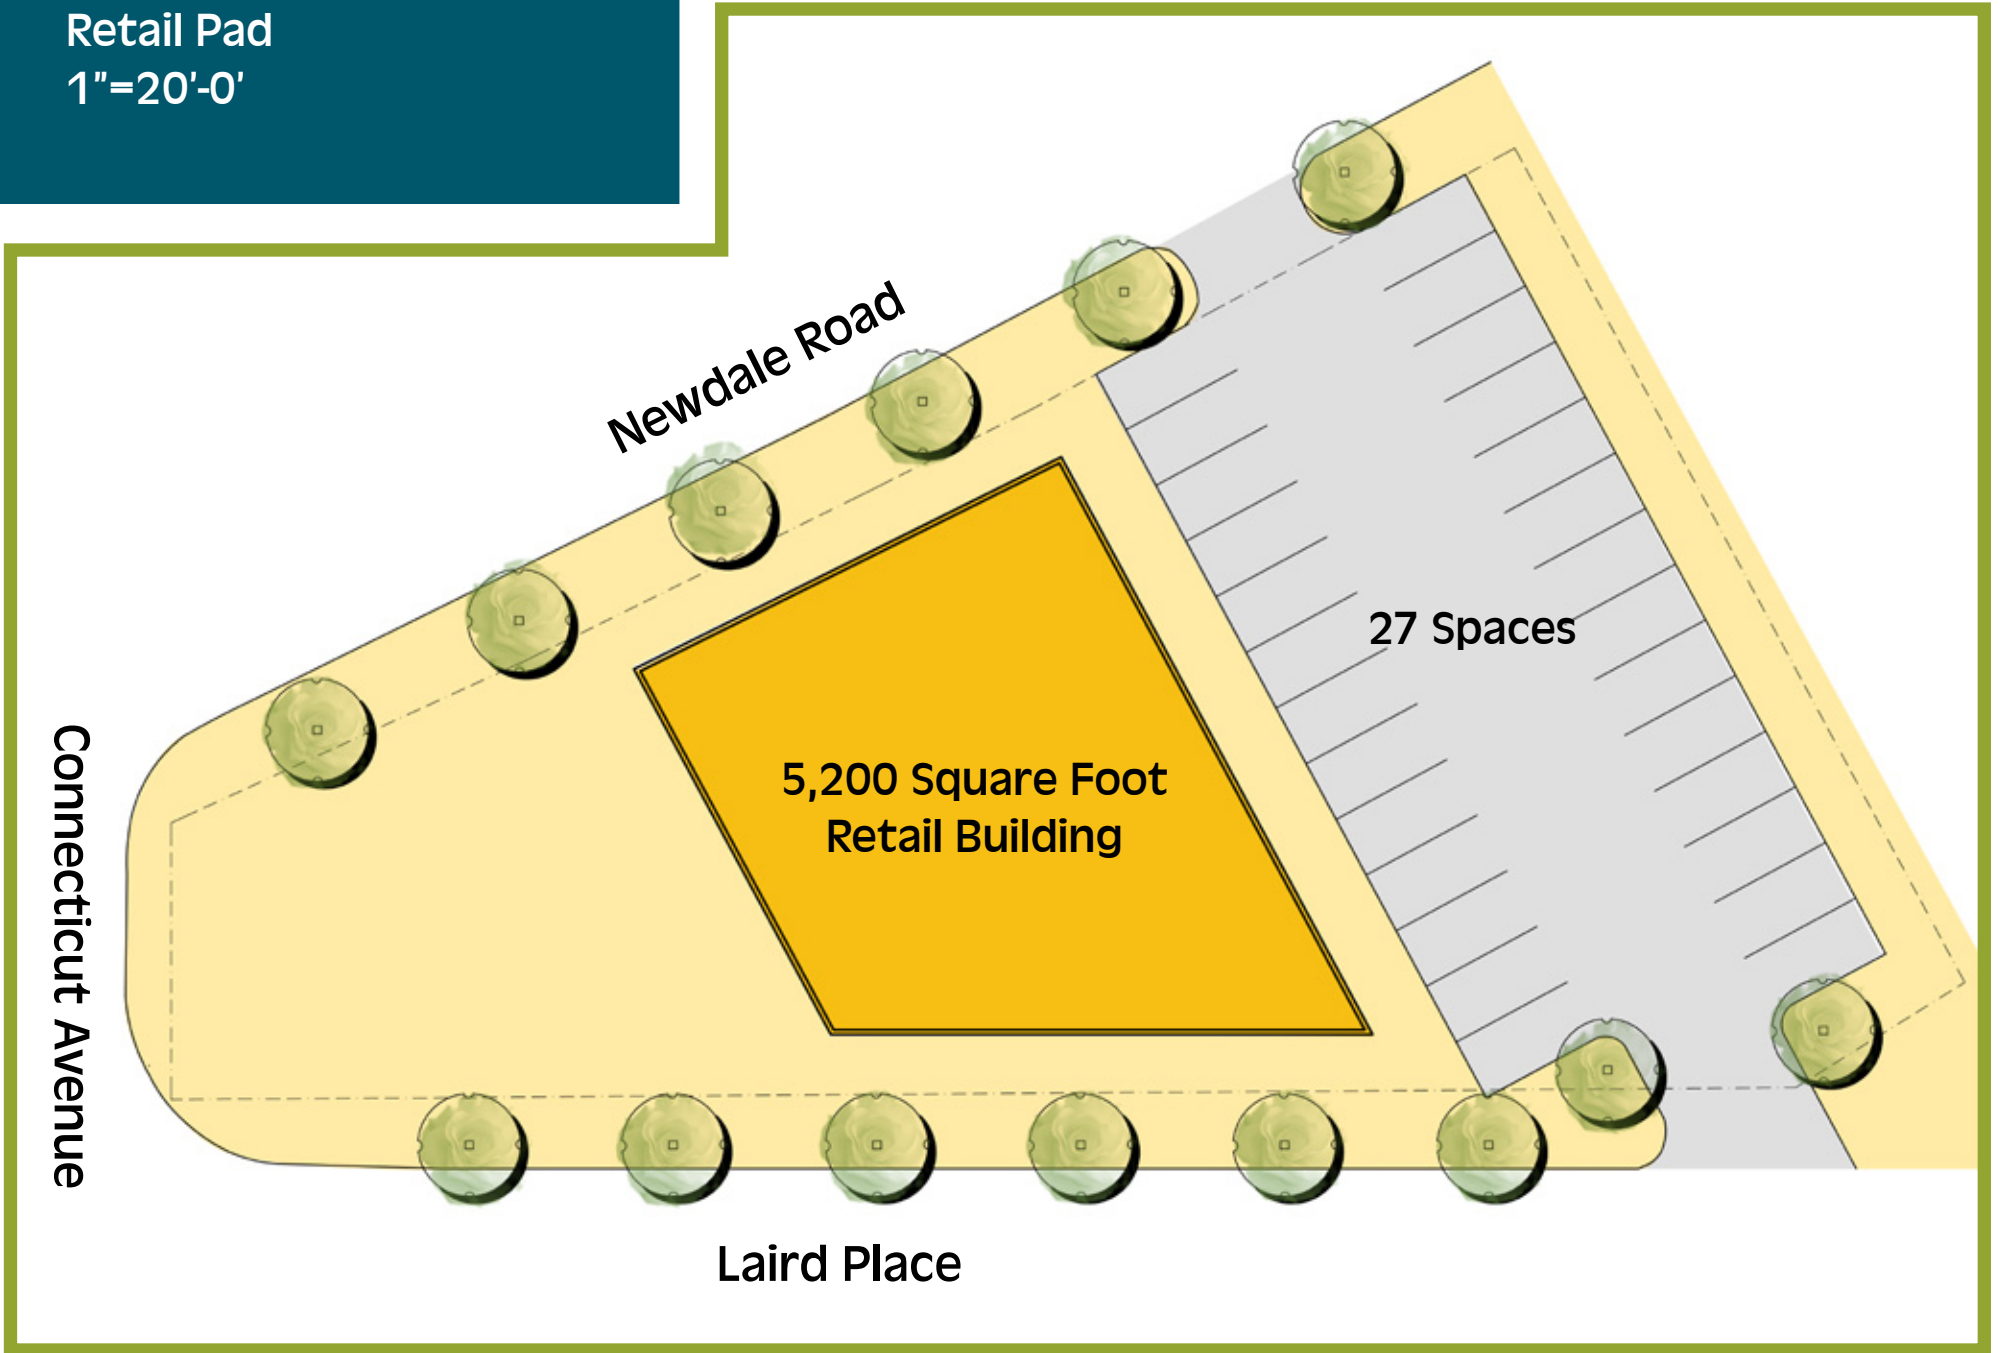 Retail Pad
1"=20'-0'
Newdale Road
27 Spaces
5,200 Square Foot
Retail Building
Connecticut Avenue
Laird Place